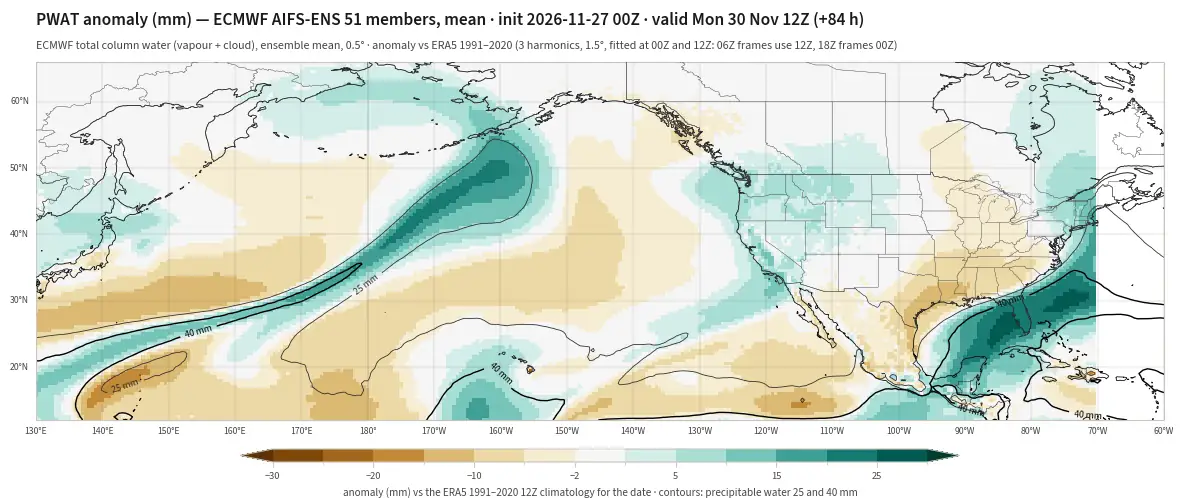 PWAT anomaly (mm) — ECMWF AIFS-ENS 51 members, mean · init 2026-11-27 00Z · valid Mon 30 Nov 12Z (+84 h)
ECMWF total column water (vapour + cloud), ensemble mean, 0.5° · anomaly vs ERA5 1991–2020 (3 harmonics, 1.5°, fitted at 00Z and 12Z: 06Z frames use 12Z, 18Z frames 00Z)
60°N
50°N
40°N
30°N
20°N
25 mm
40 mm
40 mm
40 mm
25 mm
40 mm
40 mm
130°E 140°E 150°E 160°E 170°E 180° 170°W 160°W 150°W 140°W 130°W 120°W 110°W 100°W 90°W 80°W 70°W 60°W
−30 −20 −10 −2 5 15 25
anomaly (mm) vs the ERA5 1991–2020 12Z climatology for the date · contours: precipitable water 25 and 40 mm